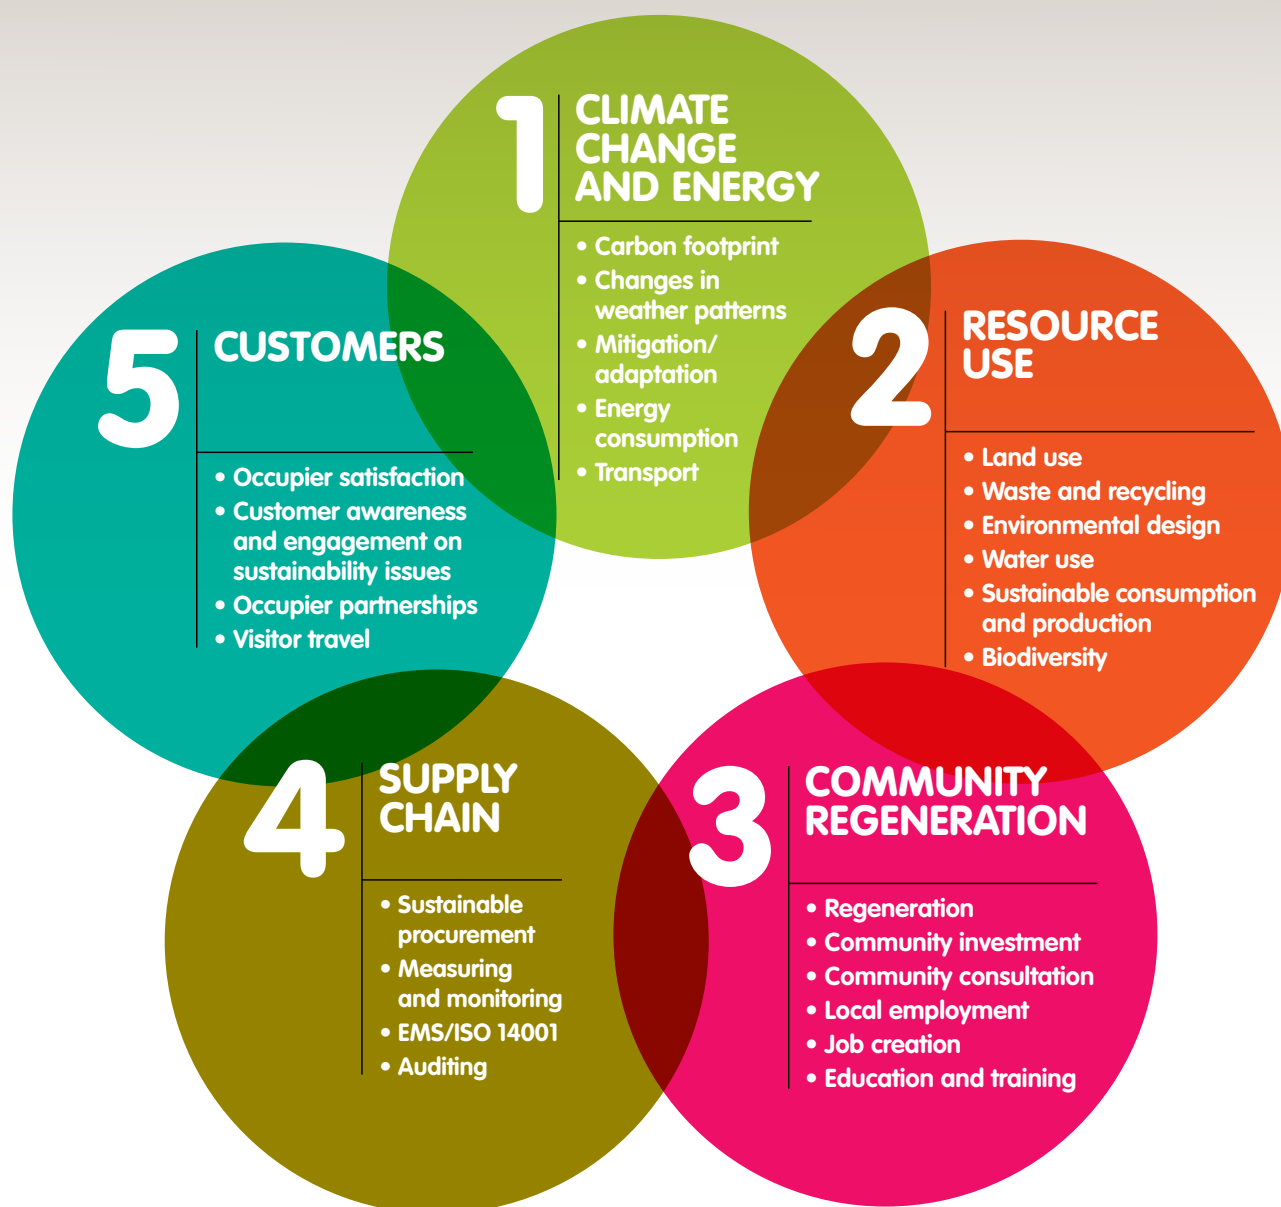 1
CLIMATE
CHANGE
AND ENERGY
• Carbon footprint
• Changes in
weather patterns
• Mitigation/
adaptation
• Energy
consumption
• Transport
2
RESOURCE
USE
• Land use
• Waste and recycling
• Environmental design
• Water use
• Sustainable consumption
and production
• Biodiversity
3
COMMUNITY
REGENERATION
• Regeneration
• Community investment
• Community consultation
• Local employment
• Job creation
• Education and training
4
SUPPLY
CHAIN
• Sustainable
procurement
• Measuring
and monitoring
• EMS/ISO 14001
• Auditing
5
CUSTOMERS
• Occupier satisfaction
• Customer awareness
and engagement on
sustainability issues
• Occupier partnerships
• Visitor travel